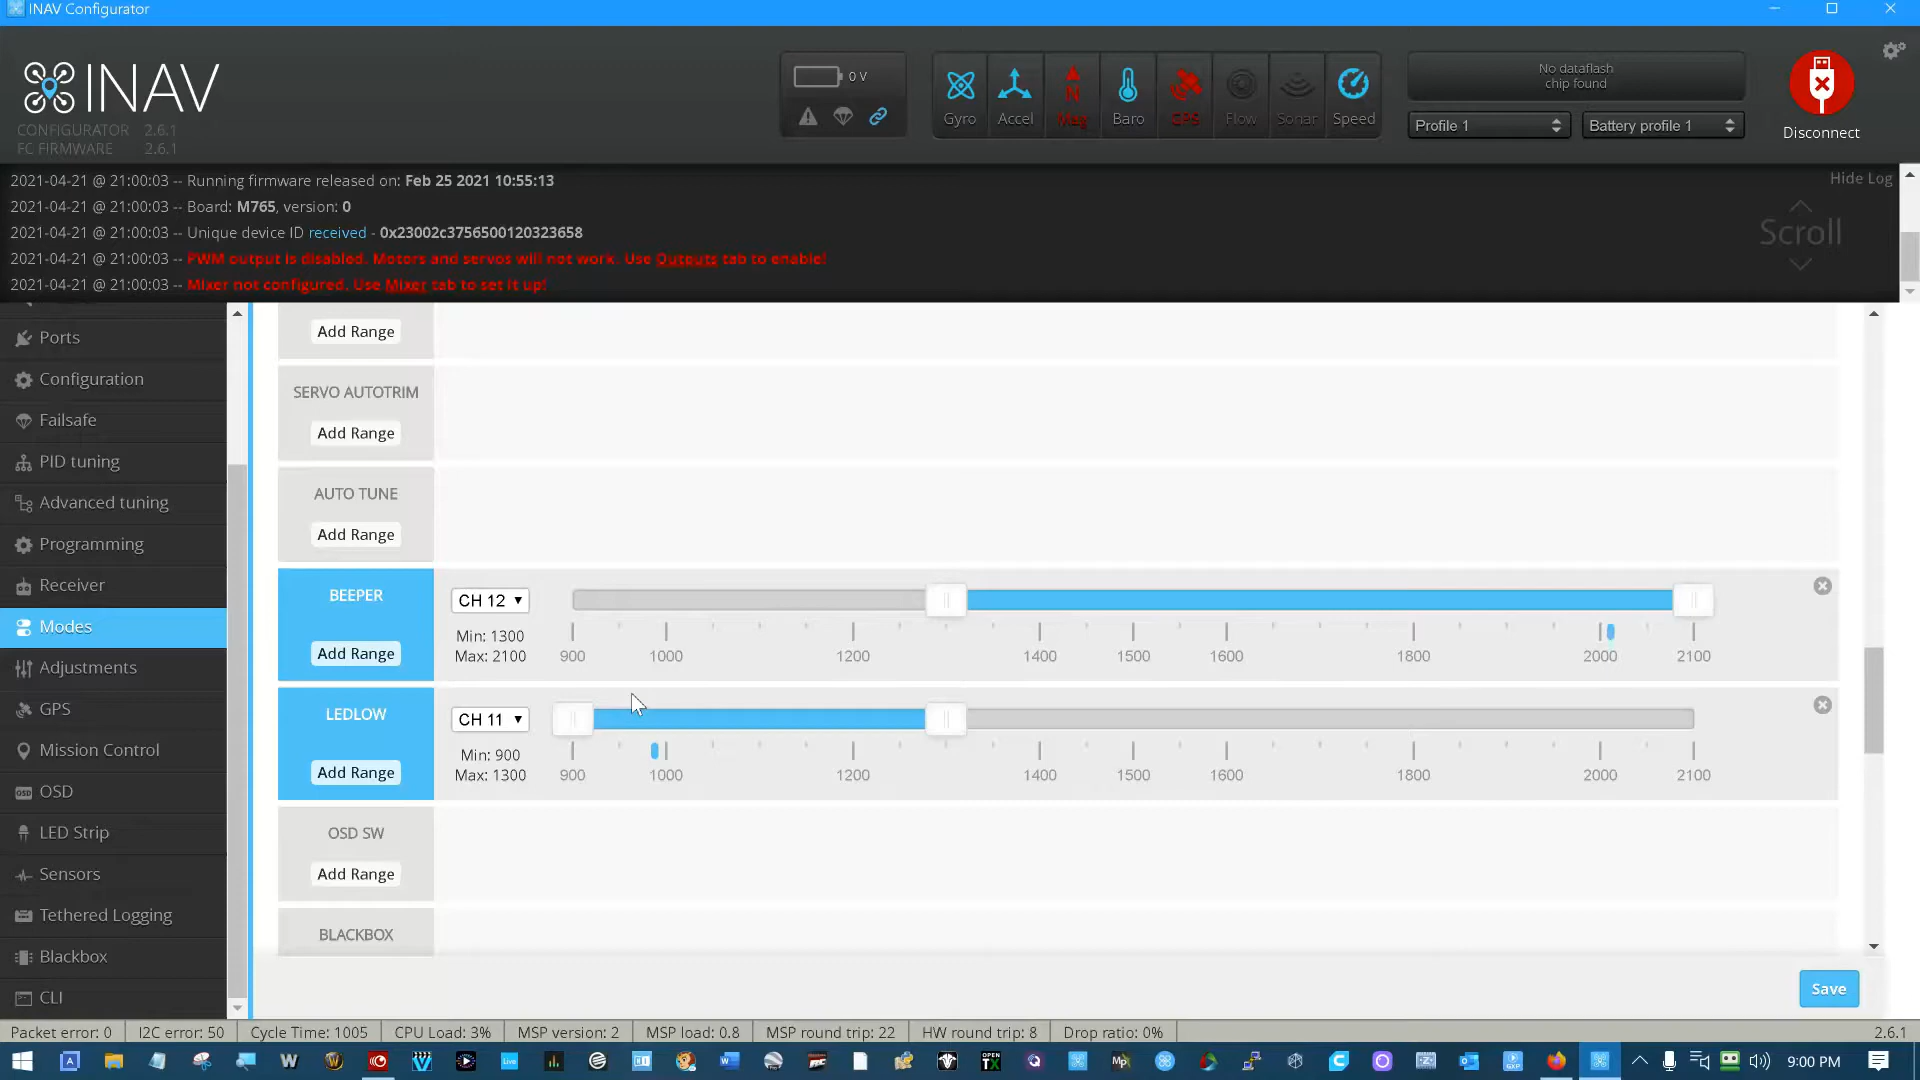 INAV Configurator
INAV
CONFIGURATOR 2.6.1
FC FIRMWARE 2.6.1
0 V
Gyro
Accel
Mag
Baro
GPS
Flow
Sonar
Speed
No dataflash
chip found
Profile 1
Battery profile 1
Disconnect
2021-04-21 @ 21:00:03 -- Running firmware released on: Feb 25 2021 10:55:13
2021-04-21 @ 21:00:03 -- Board: M765, version: 0
2021-04-21 @ 21:00:03 -- Unique device ID received - 0x23002c3756500120323658
2021-04-21 @ 21:00:03 -- PWM output is disabled. Motors and servos will not work. Use Outputs tab to enable!
2021-04-21 @ 21:00:03 -- Mixer not configured. Use Mixer tab to set it up!
Hide Log
Scroll
Ports
Configuration
Failsafe
PID tuning
Advanced tuning
Programming
Receiver
Modes
Adjustments
GPS
Mission Control
OSD
LED Strip
Sensors
Tethered Logging
Blackbox
CLI
Add Range
SERVO AUTOTRIM
Add Range
AUTO TUNE
Add Range
BEEPER
Add Range
CH 12
Min: 1300
Max: 2100
900 1000 1200 1400 1500 1600 1800 2000 2100
LEDLOW
Add Range
CH 11
Min: 900
Max: 1300
900 1000 1200 1400 1500 1600 1800 2000 2100
OSD SW
Add Range
BLACKBOX
Save
Packet error: 0 I2C error: 50 Cycle Time: 1005 CPU Load: 3% MSP version: 2 MSP load: 0.8 MSP round trip: 22 HW round trip: 8 Drop ratio: 0% 2.6.1
9:00 PM